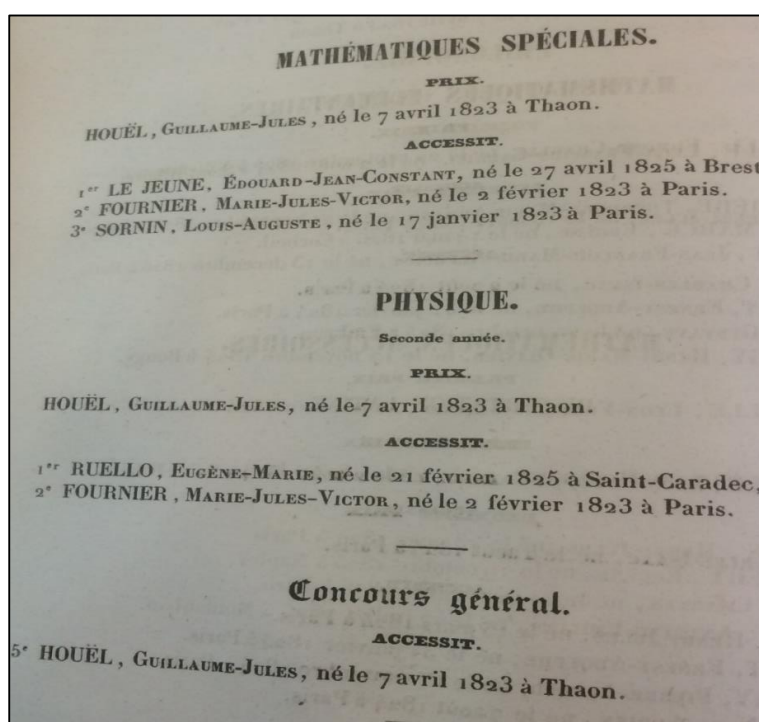 MATHÉMATIQUES SPÉCIALES.
PRIX.
HOUËL, GUILLAUME-JULES, né le 7 avril 1823 à Thaon.
ACCESSIT.
1er LE JEUNE, ÉDOUARD-JEAN-CONSTANT, né le 27 avril 1825 à Brest
2e FOURNIER, MARIE-JULES-VICTOR, né le 2 février 1823 à Paris.
3e SORNIN, LOUIS-AUGUSTE, né le 17 janvier 1823 à Paris.
PHYSIQUE.
Seconde année.
PRIX.
HOUËL, GUILLAUME-JULES, né le 7 avril 1823 à Thaon.
ACCESSIT.
1er RUELLO, EUGÈNE-MARIE, né le 21 février 1825 à Saint-Caradec,
2e FOURNIER, MARIE-JULES-VICTOR, né le 2 février 1823 à Paris.
Concours général.
ACCESSIT.
5e HOUËL, GUILLAUME-JULES, né le 7 avril 1823 à Thaon.